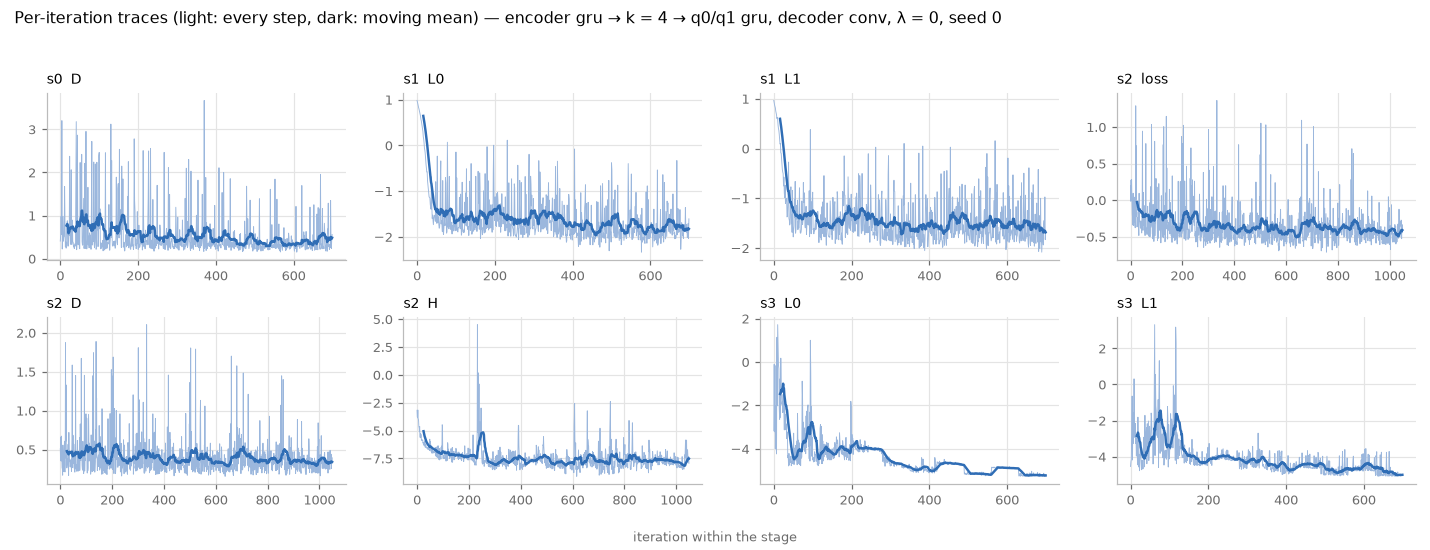 Per-iteration traces (light: every step, dark: moving mean) — encoder gru → k = 4 → q0/q1 gru, decoder conv, λ = 0, seed 0
s0 D
3
2
1
0
0 200 400 600
s1 L0
1
0
−1
−2
0 200 400 600
s1 L1
1
0
−1
−2
0 200 400 600
s2 loss
1.0
0.5
0.0
−0.5
0 200 400 600 800 1000
s2 D
2.0
1.5
1.0
0.5
0 200 400 600 800 1000
s2 H
5.0
2.5
0.0
−2.5
−5.0
−7.5
0 200 400 600 800 1000
s3 L0
2
0
−2
−4
0 200 400 600
s3 L1
2
0
−2
−4
0 200 400 600
iteration within the stage